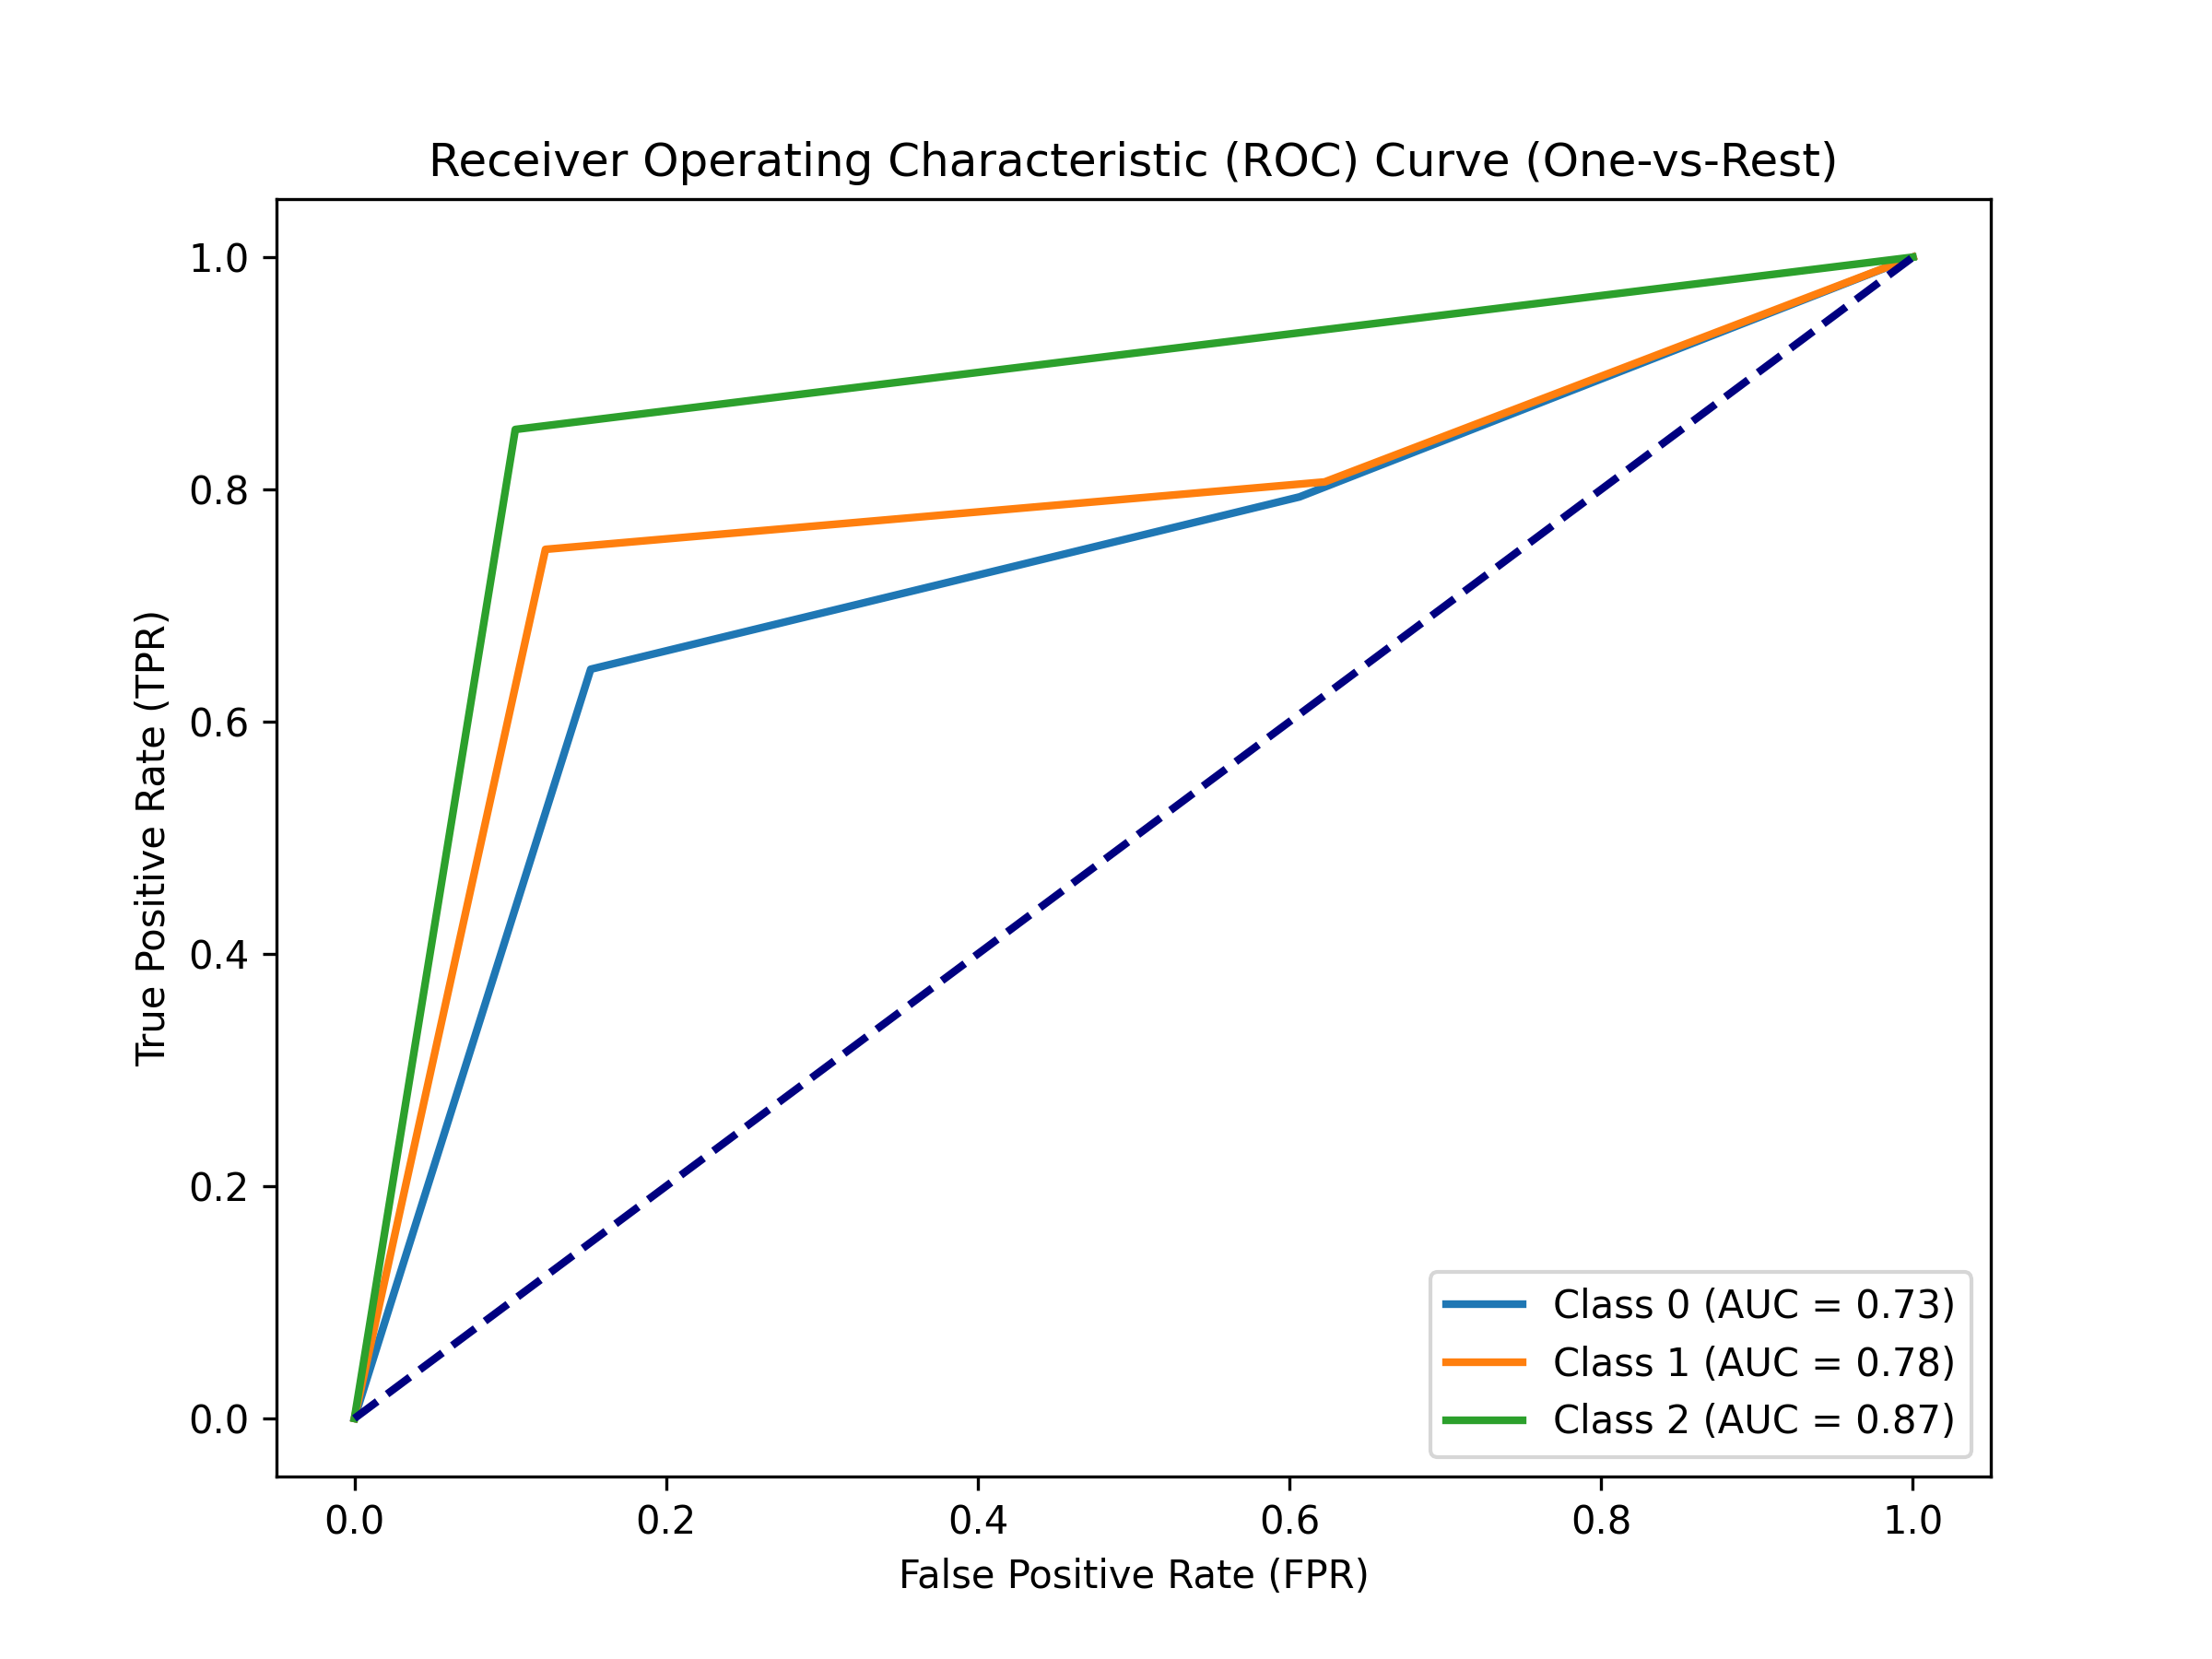 Receiver Operating Characteristic (ROC) Curve (One-vs-Rest)
True Positive Rate (TPR)
1.0
0.8
0.6
0.4
0.2
0.0
Class 0 (AUC = 0.73)
Class 1 (AUC = 0.78)
Class 2 (AUC = 0.87)
0.0 0.2 0.4 0.6 0.8 1.0
False Positive Rate (FPR)